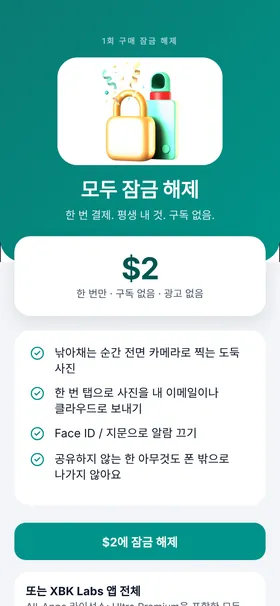 1회 구매 잠금 해제
모두 잠금 해제
한 번 결제. 평생 내 것. 구독 없음.
$2
한 번만 · 구독 없음 · 광고 없음
낚아채는 순간 전면 카메라로 찍는 도둑
사진
한 번 탭으로 사진을 내 이메일이나
클라우드로 보내기
Face ID / 지문으로 알람 끄기
공유하지 않는 한 아무것도 폰 밖으로
나가지 않아요
$2에 잠금 해제
또는 XBK Labs 앱 전체